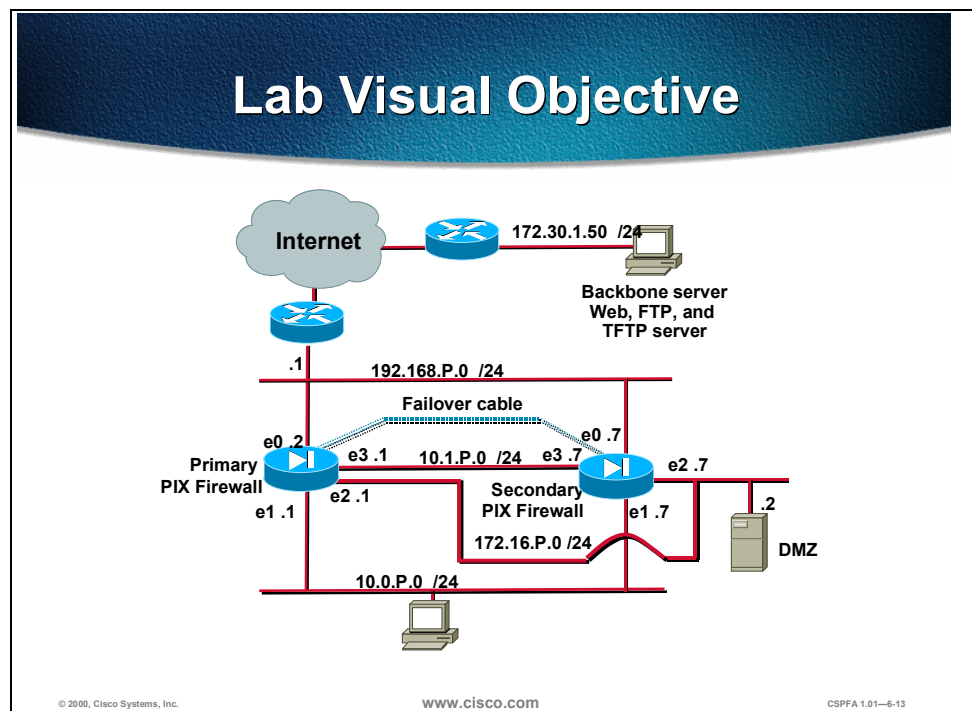 Lab Visual Objective
Internet
172.30.1.50 /24
Backbone server
Web, FTP, and
TFTP server
.1
192.168.P.0 /24
Failover cable
e0 .2
e0 .7
Primary
PIX Firewall
e3 .1
10.1.P.0 /24
e3 .7
e2 .7
e2 .1
Secondary
PIX Firewall
e1 .1
e1 .7
.2
172.16.P.0 /24
DMZ
10.0.P.0 /24
© 2000, Cisco Systems, Inc.
www.cisco.com
CSPFA 1.01—6-13